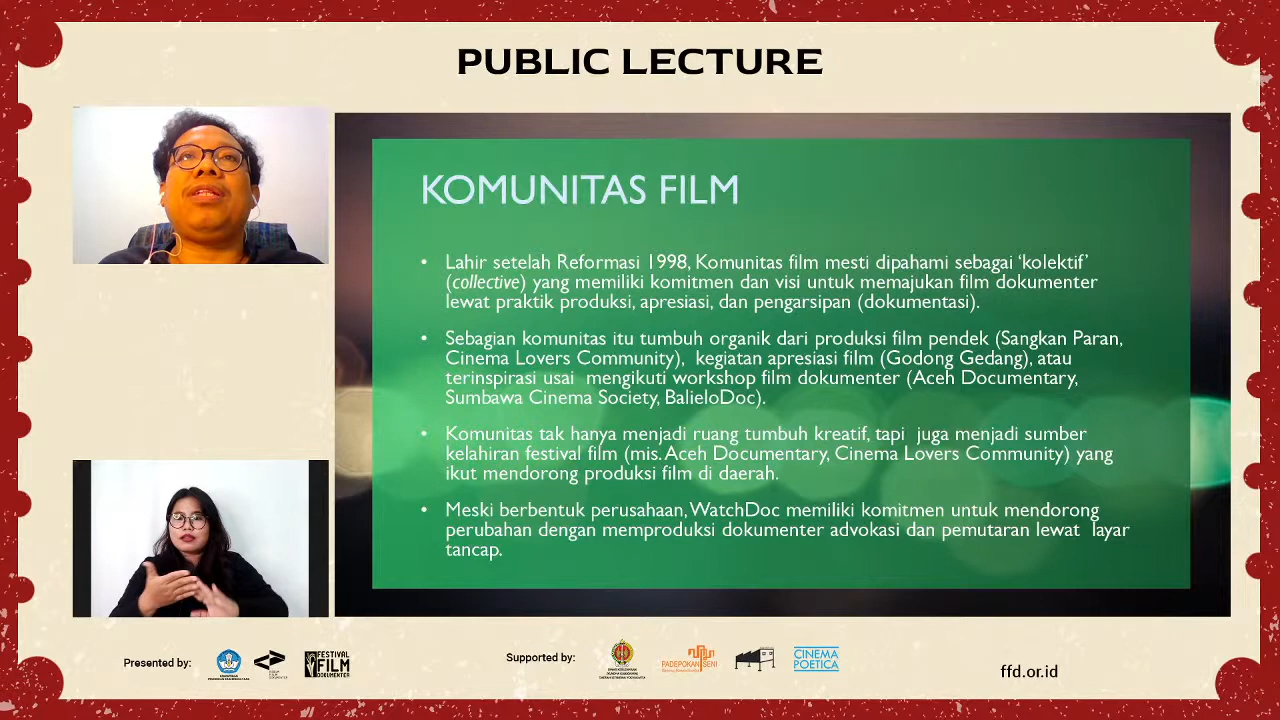 PUBLIC LECTURE
KOMUNITAS FILM
• Lahir setelah Reformasi 1998, Komunitas film mesti dipahami sebagai ‘kolektif’
(collective) yang memiliki komitmen dan visi untuk memajukan film dokumenter
lewat praktik produksi, apresiasi, dan pengarsipan (dokumentasi).
• Sebagian komunitas itu tumbuh organik dari produksi film pendek (Sangkan Paran,
Cinema Lovers Community), kegiatan apresiasi film (Godong Gedang), atau
terinspirasi usai mengikuti workshop film dokumenter (Aceh Documentary,
Sumbawa Cinema Society, BalieloDoc).
• Komunitas tak hanya menjadi ruang tumbuh kreatif, tapi juga menjadi sumber
kelahiran festival film (mis. Aceh Documentary, Cinema Lovers Community) yang
ikut mendorong produksi film di daerah.
• Meski berbentuk perusahaan, WatchDoc memiliki komitmen untuk mendorong
perubahan dengan memproduksi dokumenter advokasi dan pemutaran lewat layar
tancap.
Presented by:
FESTIVAL
FILM
DOKUMENTER
Supported by:
PADEPOKAN SENI
CINEMA
POETICA
ffd.or.id